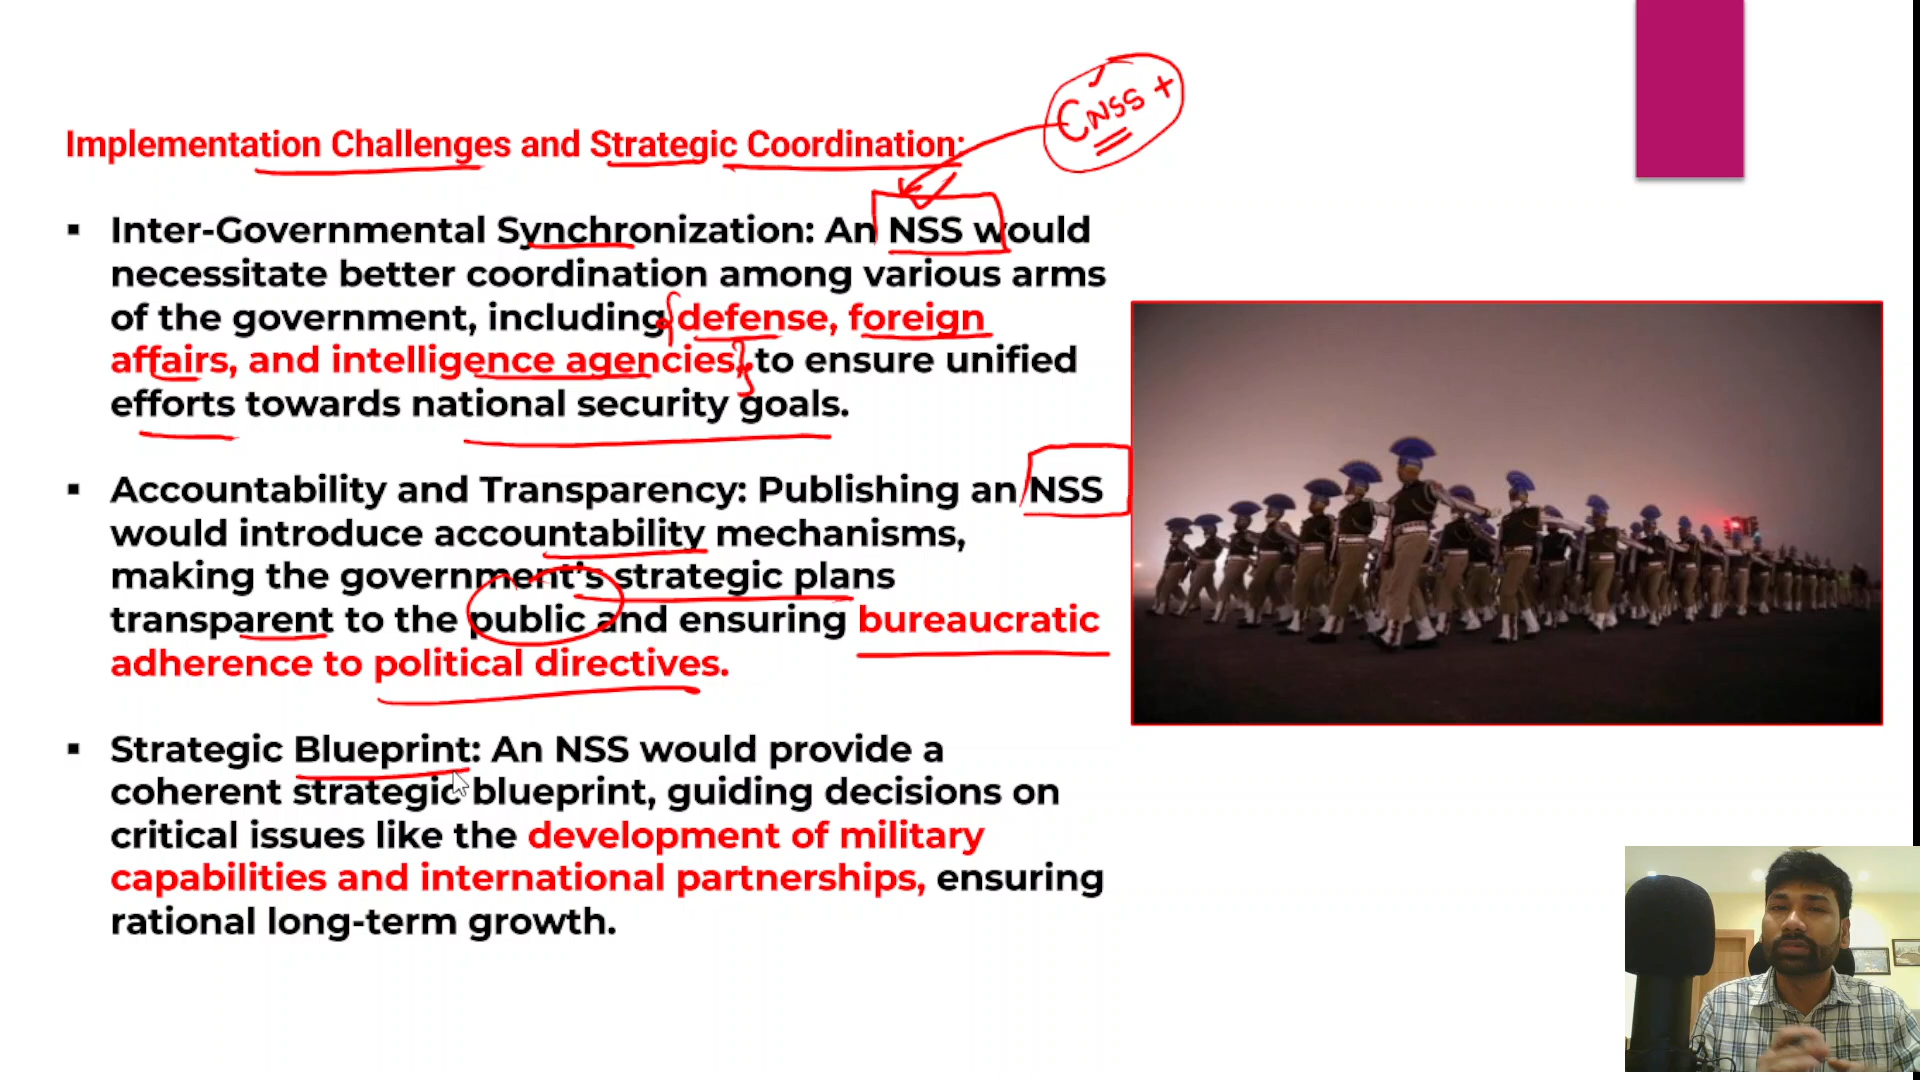 CNSS +
Implementation Challenges and Strategic Coordination:
▪ Inter-Governmental Synchronization: An NSS would
necessitate better coordination among various arms
of the government, including defense, foreign
affairs, and intelligence agencies, to ensure unified
efforts towards national security goals.
▪ Accountability and Transparency: Publishing an NSS
would introduce accountability mechanisms,
making the government’s strategic plans
transparent to the public and ensuring bureaucratic
adherence to political directives.
▪ Strategic Blueprint: An NSS would provide a
coherent strategic blueprint, guiding decisions on
critical issues like the development of military
capabilities and international partnerships, ensuring
rational long-term growth.